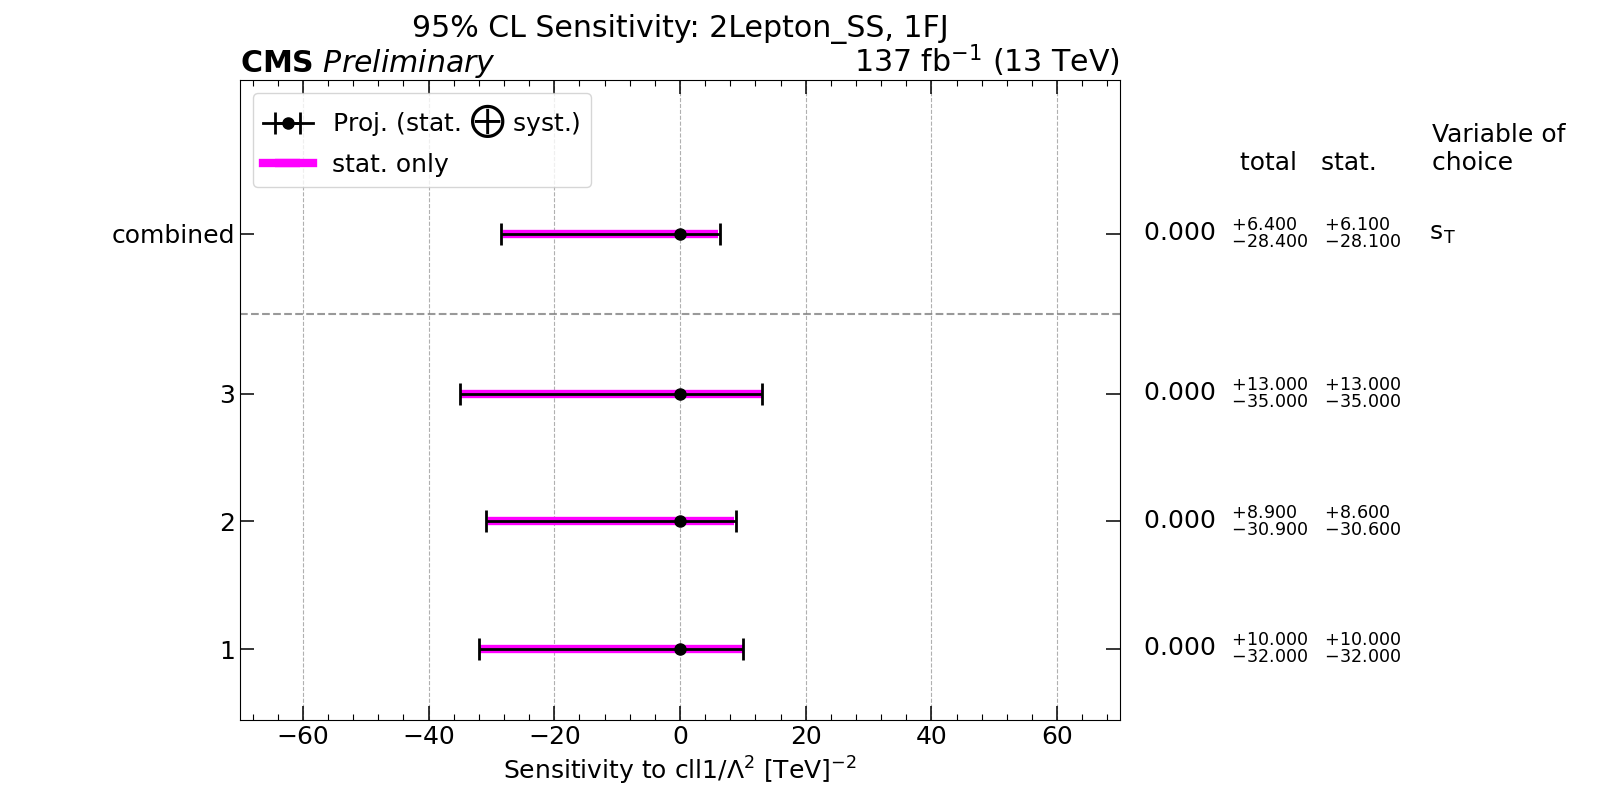 95% CL Sensitivity: 2Lepton_SS, 1FJ
CMS Preliminary 137 fb⁻¹ (13 TeV)
Proj. (stat. ⊕ syst.)
stat. only
total stat. Variable of
choice
combined 0.000 +6.400 −28.400 +6.100 −28.100 s_T
3 0.000 +13.000 −35.000 +13.000 −35.000
2 0.000 +8.900 −30.900 +8.600 −30.600
1 0.000 +10.000 −32.000 +10.000 −32.000
−60 −40 −20 0 20 40 60
Sensitivity to cll1/Λ² [TeV]⁻²